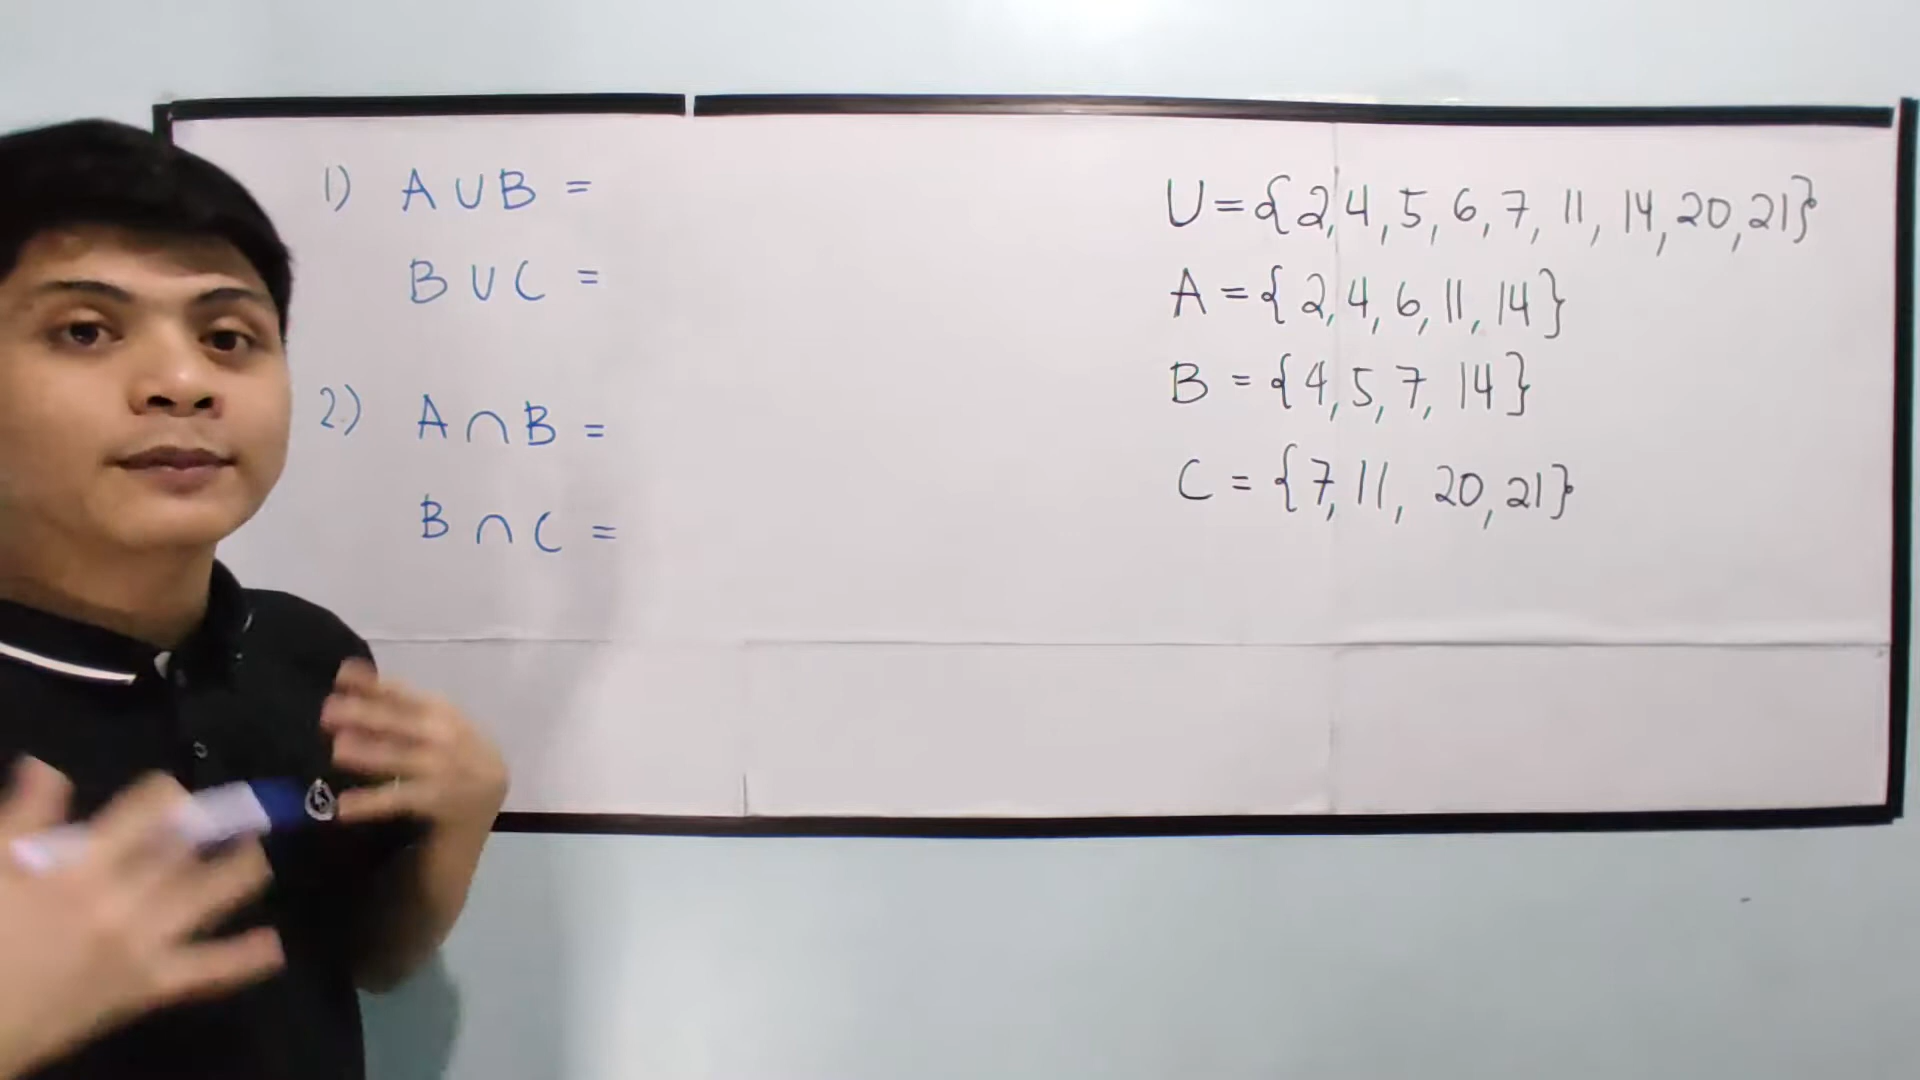 1) A ∪ B =
B ∪ C =
2.) A ∩ B =
B ∩ C =
U = {2, 4, 5, 6, 7, 11, 14, 20, 21}
A = {2, 4, 6, 11, 14}
B = {4, 5, 7, 14}
C = {7, 11, 20, 21}